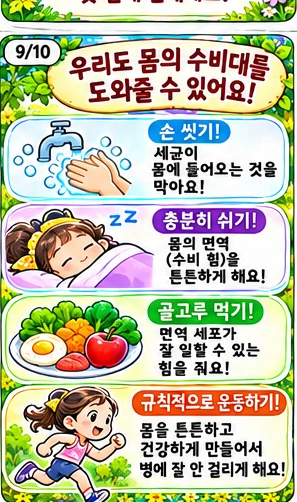 9/10
우리도 몸의 수비대를
도와줄 수 있어요!
손 씻기!
세균이
몸에 들어오는 것을
막아요!
z z
충분히 쉬기!
몸의 면역
(수비 힘)을
튼튼하게 해요!
골고루 먹기!
면역 세포가
잘 일할 수 있는
힘을 줘요!
규칙적으로 운동하기!
몸을 튼튼하고
건강하게 만들어서
병에 잘 안 걸리게 해요!